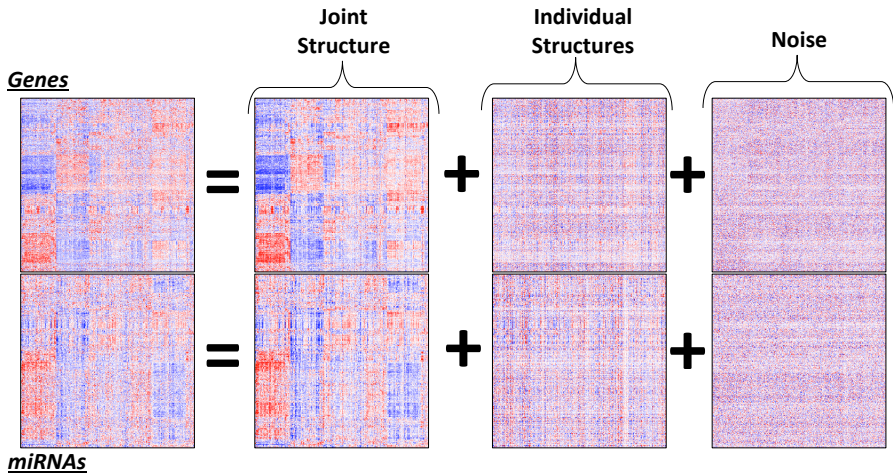 Joint
Structure
Individual
Structures
Noise
Genes
=
+
+
=
+
+
miRNAs